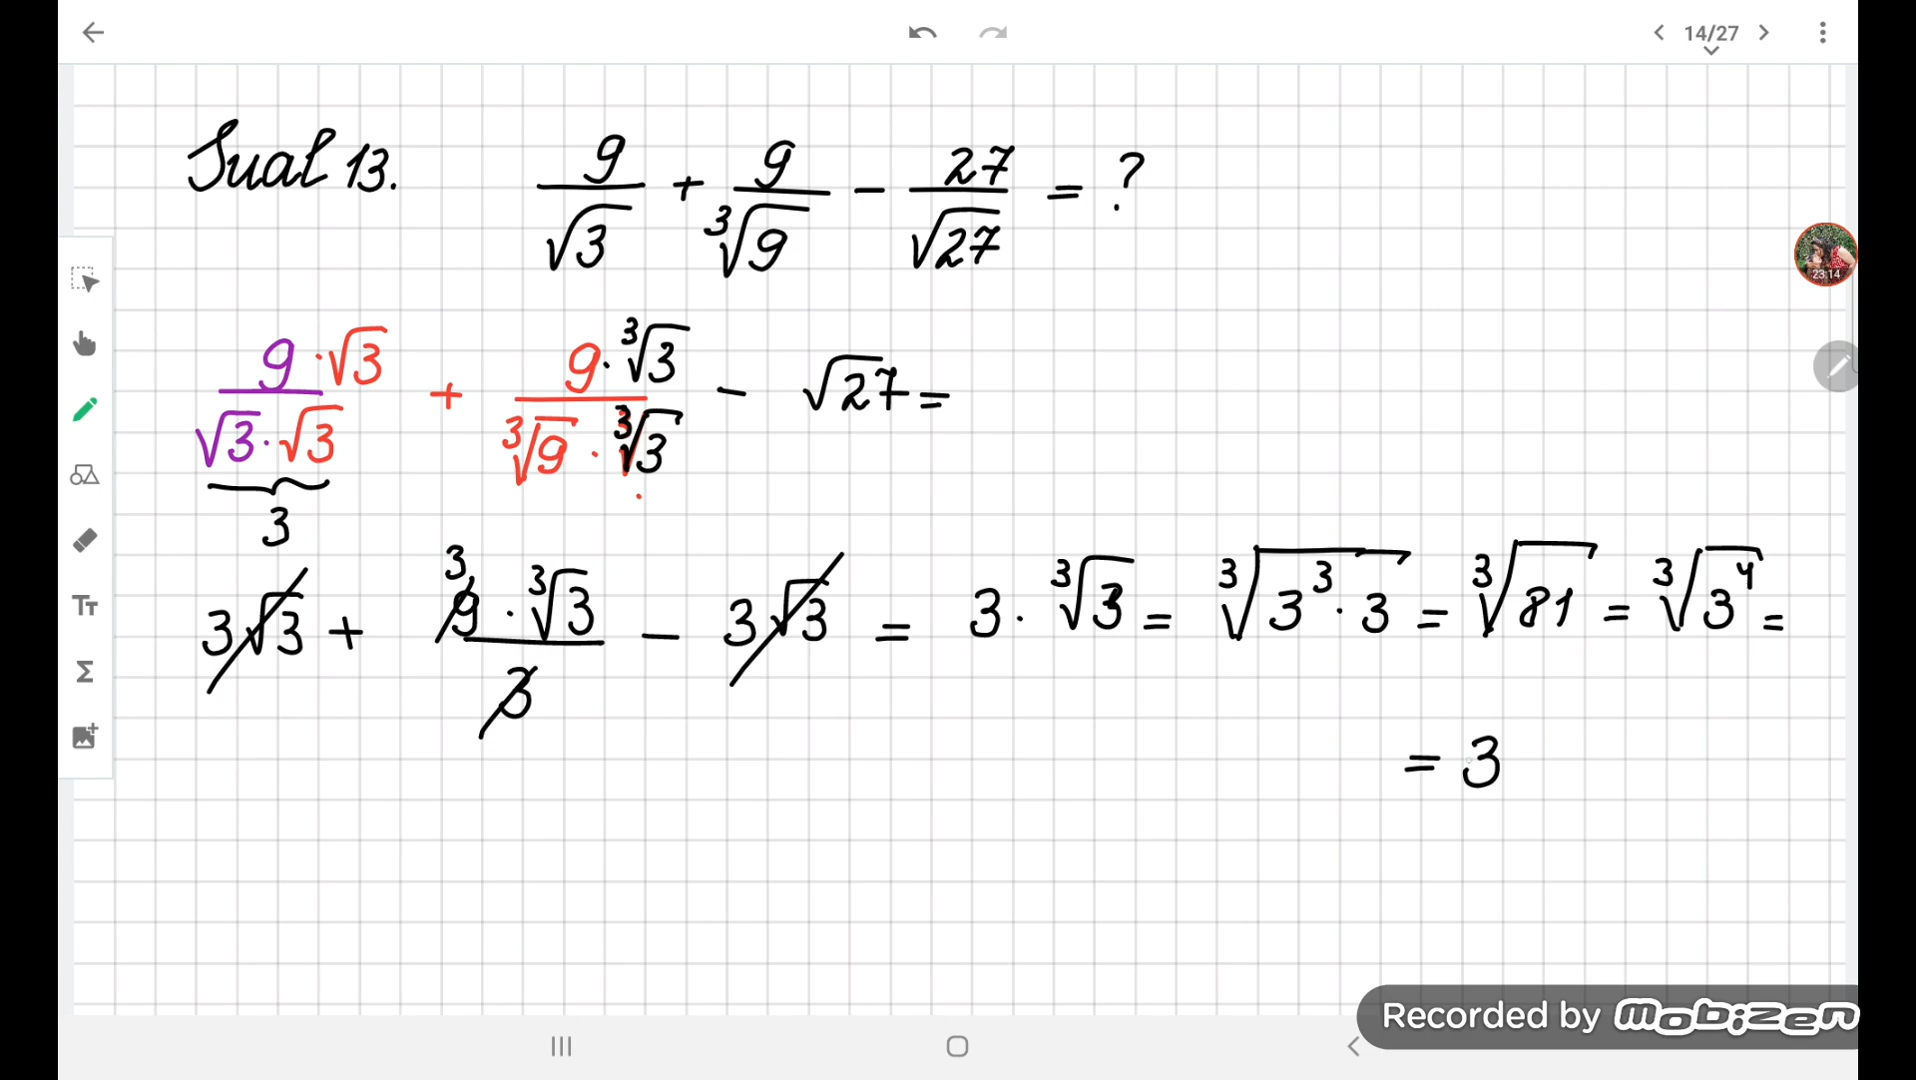 14/27
Sual 13. 9/√3 + 9/∛9 − 27/√27 = ?
23:14
9·√3/√3·√3 + 9·∛3/∛9·∛3 − √27 =
3
3√3 + 9·∛3/3 − 3√3 = 3·∛3 = ∛3³·3 = ∛81 = ∛3⁴ =
3
= 3
Tт
Σ
Recorded by mobizen